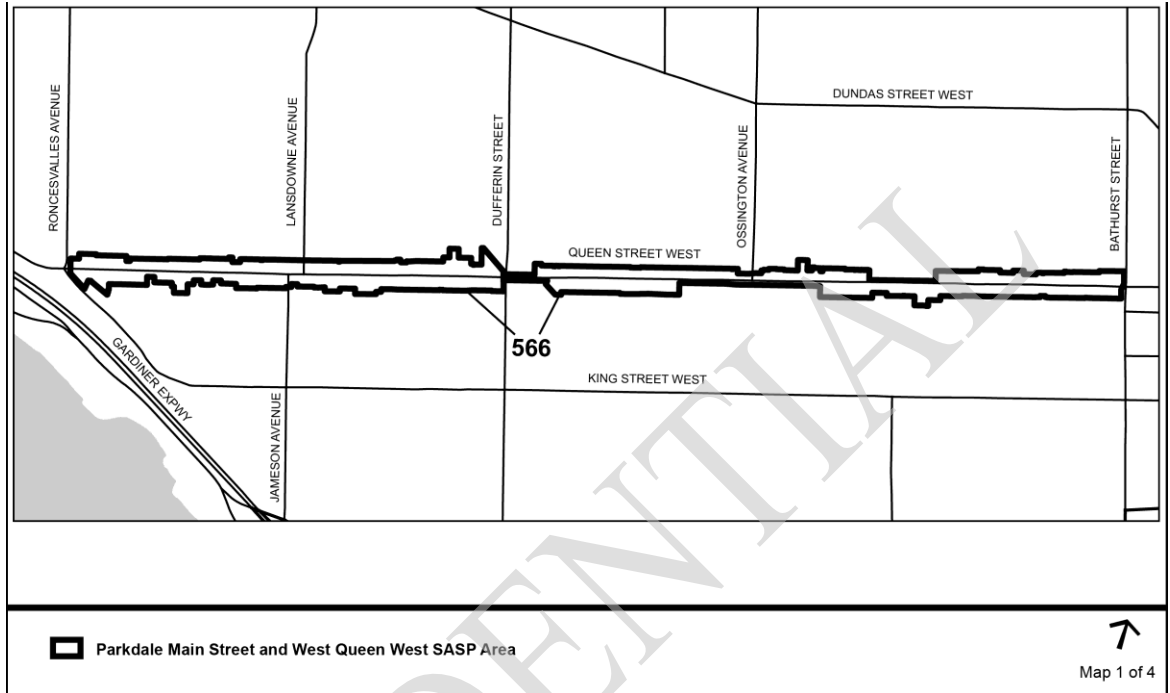 DUNDAS STREET WEST
RONCESVALLES AVENUE
LANSDOWNE AVENUE
DUFFERIN STREET
OSSINGTON AVENUE
BATHURST STREET
QUEEN STREET WEST
566
GARDINER EXPWY
KING STREET WEST
JAMESON AVENUE
DENTIAL
Parkdale Main Street and West Queen West SASP Area
Map 1 of 4